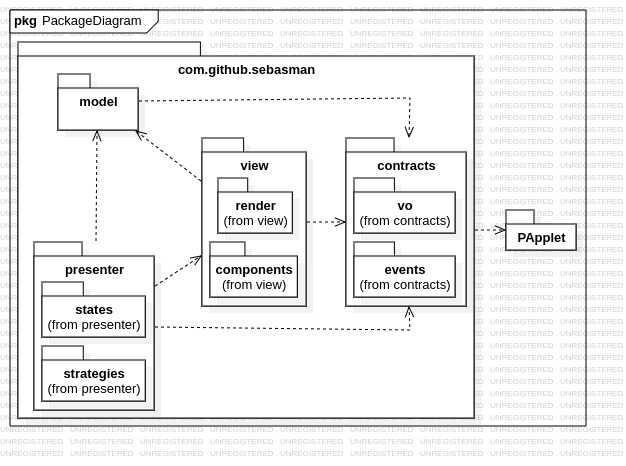 pkg PackageDiagram
com.github.sebasman
model
view
render
(from view)
components
(from view)
contracts
vo
(from contracts)
events
(from contracts)
PApplet
presenter
states
(from presenter)
strategies
(from presenter)
UNREGISTERED